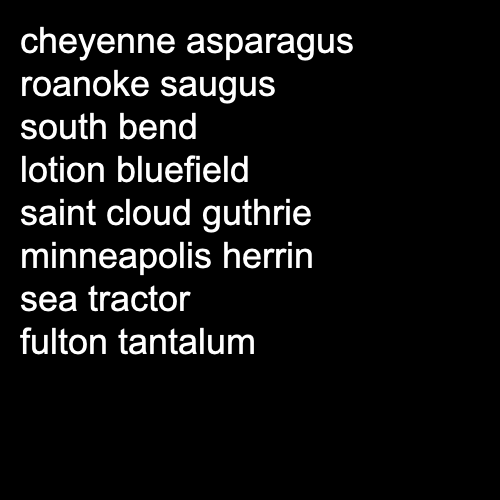 cheyenne asparagus
roanoke saugus
south bend
lotion bluefield
saint cloud guthrie
minneapolis herrin
sea tractor
fulton tantalum